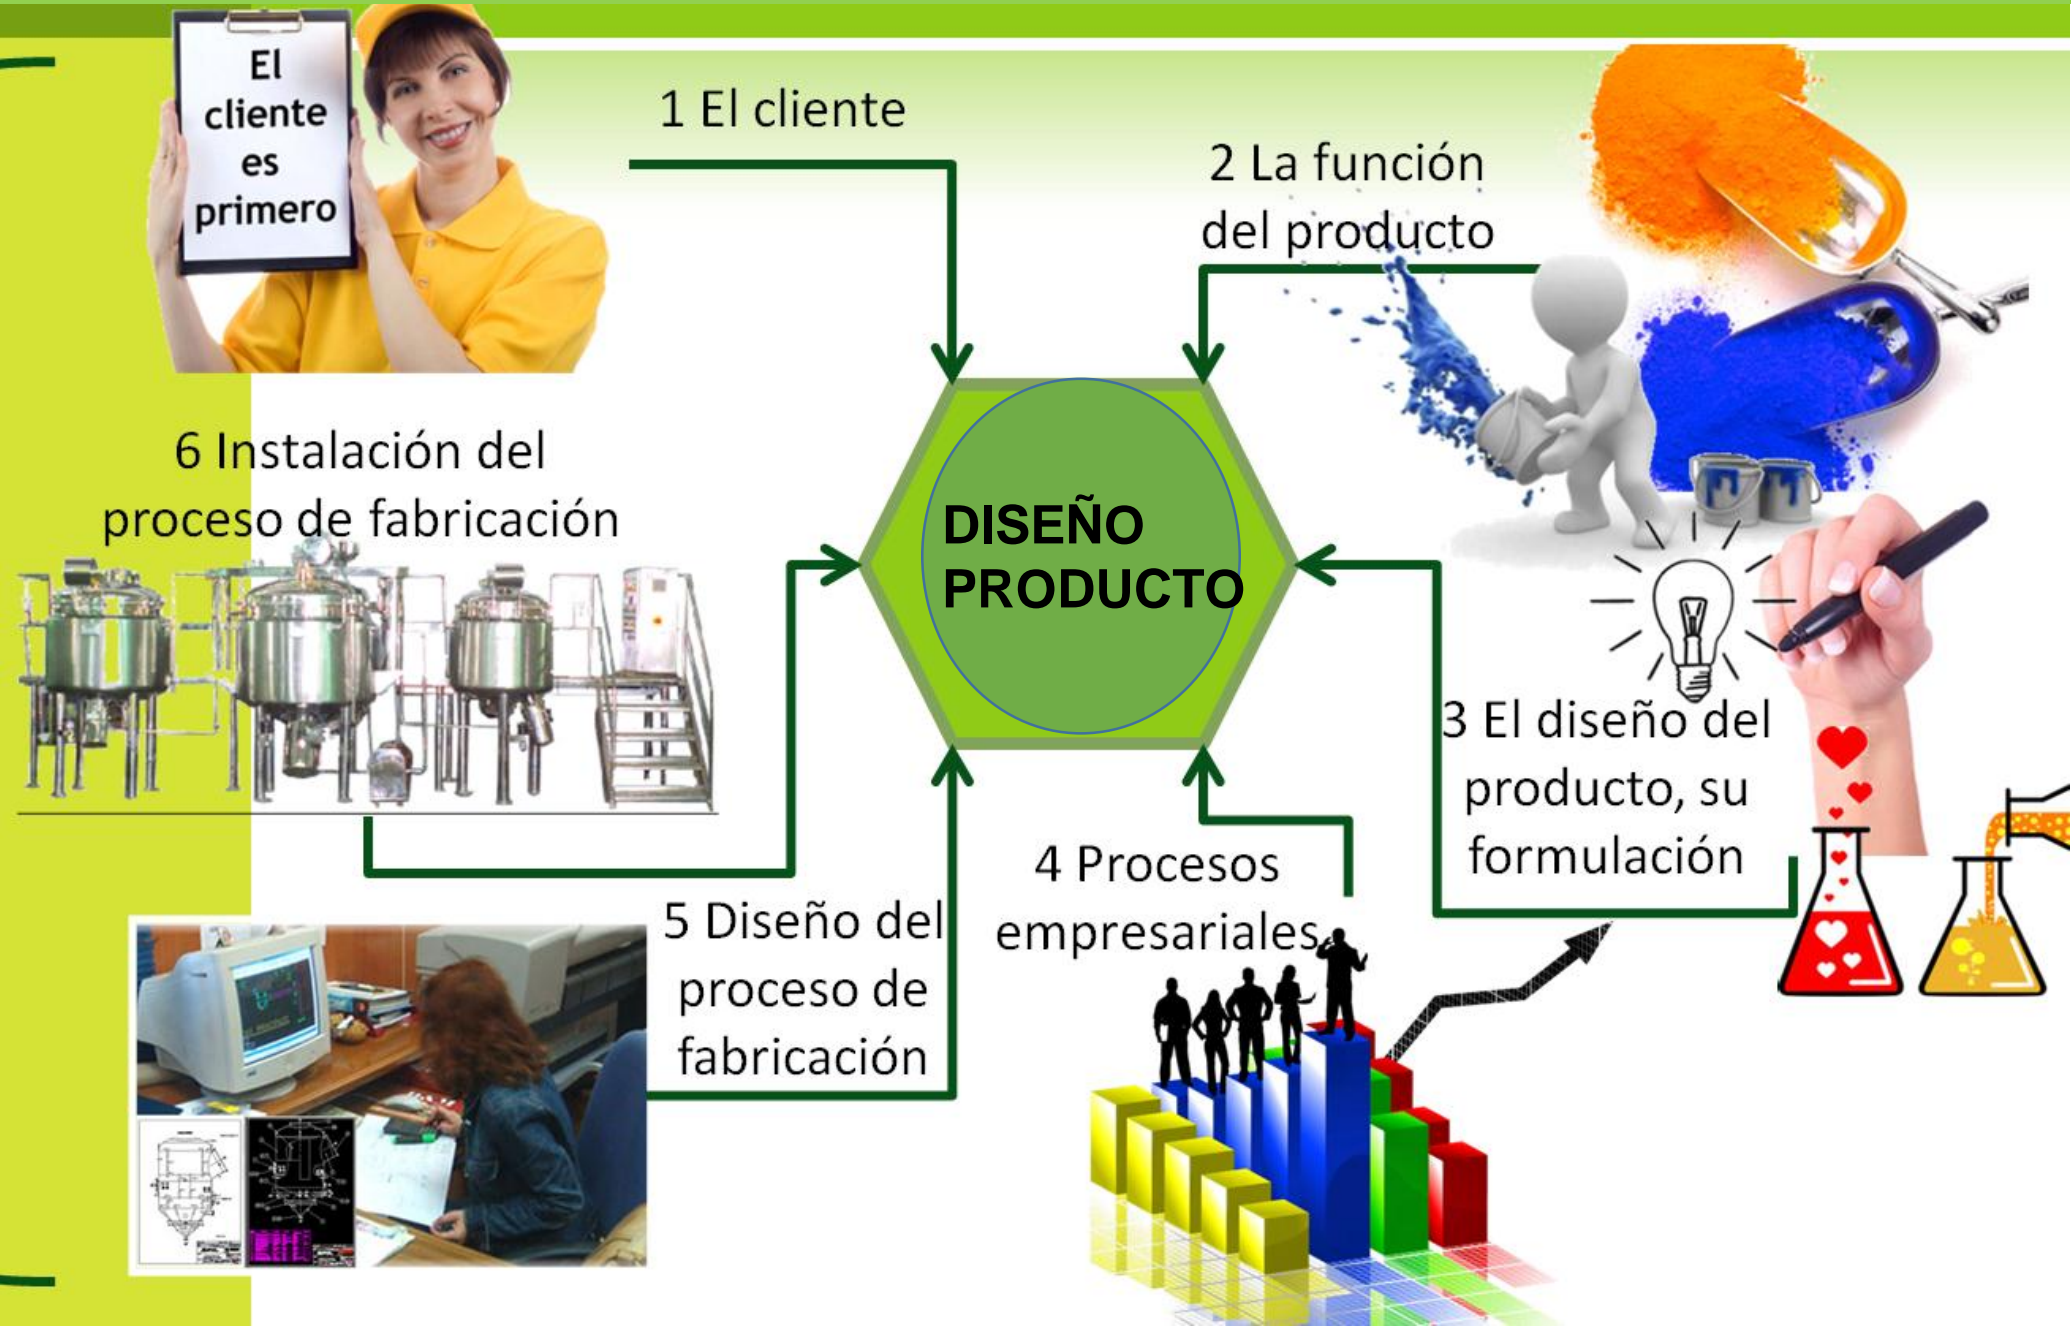 El
cliente
es
primero
1 El cliente
2 La función
del producto
DISEÑO
PRODUCTO
3 El diseño del
producto, su
formulación
4 Procesos
empresariales
5 Diseño del
proceso de
fabricación
6 Instalación del
proceso de fabricación